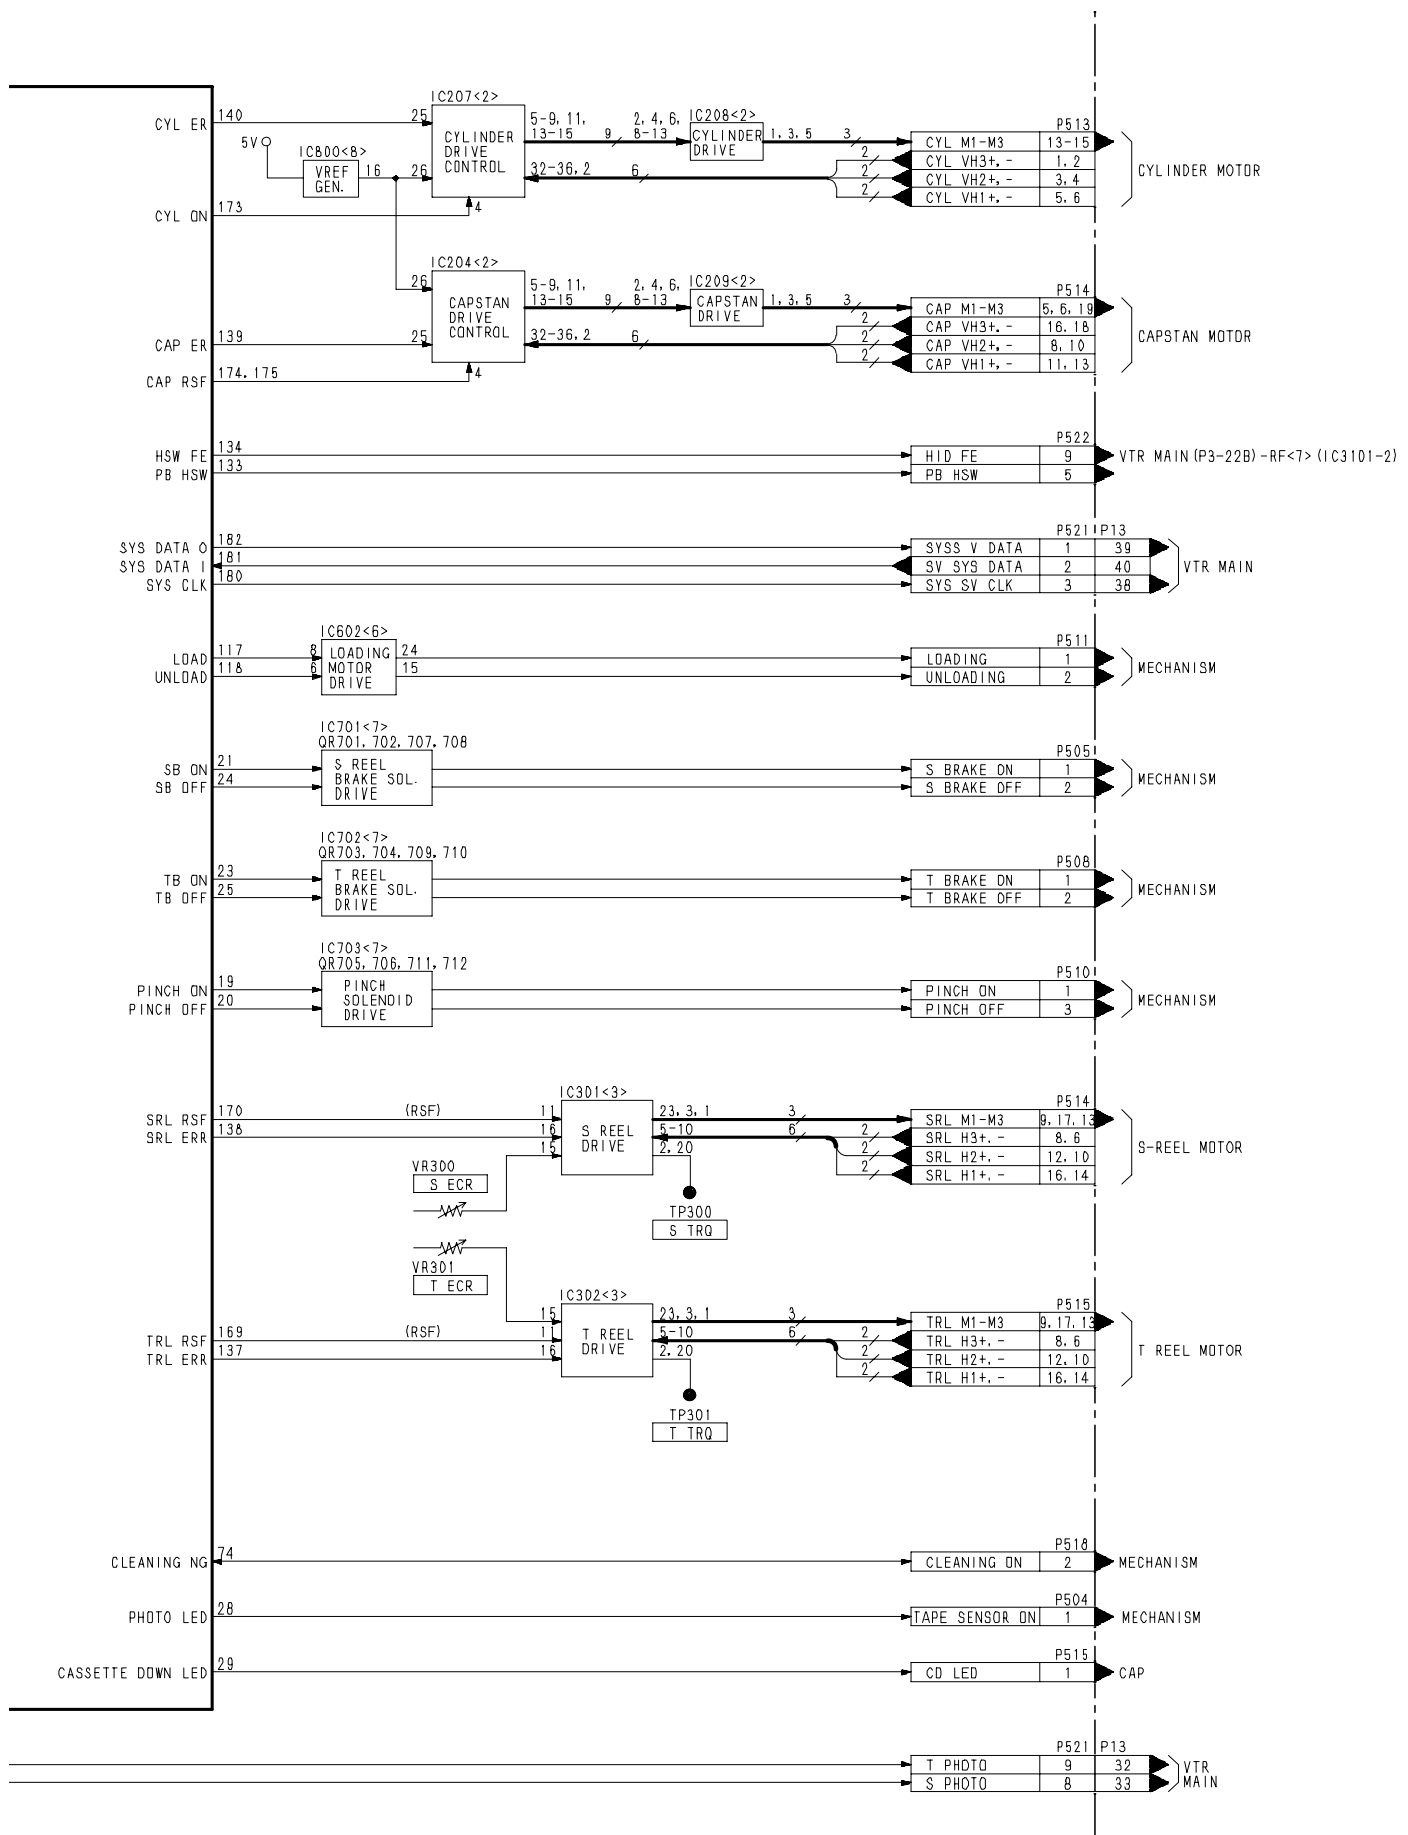 IC207<2>
CYL ER 140 25 CYLINDER DRIVE CONTROL 5-9, 11, 13-15 9 2, 4, 6, 8-13 IC208<2> CYLINDER DRIVE 1, 3, 5 3 P513
CYL M1-M3 13-15
5V IC800<8> VREF GEN. 16 26 32-36, 2 6
2 CYL VH3+, - 1, 2
2 CYL VH2+, - 3, 4
2 CYL VH1+, - 5, 6
CYLINDER MOTOR
CYL ON 173 4
IC204<2>
26 CAPSTAN DRIVE CONTROL 5-9, 11, 13-15 9 2, 4, 6, 8-13 IC209<2> CAPSTAN DRIVE 1, 3, 5 3 P514
CAP M1-M3 5, 6, 19
CAP ER 139 25 32-36, 2 6
2 CAP VH3+, - 16, 18
2 CAP VH2+, - 8, 10
2 CAP VH1+, - 11, 13
CAPSTAN MOTOR
CAP RSF 174, 175 4
P522
HSW FE 134 HID FE 9 VTR MAIN (P3-22B) -RF<7> (IC3101-2)
PB HSW 133 PB HSW 5
P521 P13
SYS DATA O 182 SYSS V DATA 1 39
SYS DATA I 181 SV SYS DATA 2 40 VTR MAIN
SYS CLK 180 SYS SV CLK 3 38
IC602<6> P511
LOAD 117 8 LOADING 24 LOADING 1
UNLOAD 118 6 MOTOR 15 UNLOADING 2 MECHANISM
DRIVE
IC701<7>
QR701, 702, 707, 708 P505
SB ON 21 S REEL S BRAKE ON 1
SB OFF 24 BRAKE SOL. S BRAKE OFF 2 MECHANISM
DRIVE
IC702<7>
QR703, 704, 709, 710 P508
TB ON 23 T REEL T BRAKE ON 1
TB OFF 25 BRAKE SOL. T BRAKE OFF 2 MECHANISM
DRIVE
IC703<7>
QR705, 706, 711, 712 P510
PINCH ON 19 PINCH PINCH ON 1
PINCH OFF 20 SOLENOID PINCH OFF 3 MECHANISM
DRIVE
IC301<3> P514
SRL RSF 170 (RSF) 11 23, 3, 1 3 SRL M1-M3 9, 17, 13
SRL ERR 138 16 S REEL DRIVE 5-10 6 2 SRL H3+, - 8, 6
15 2, 20 2 SRL H2+, - 12, 10
2 SRL H1+, - 16, 14
S-REEL MOTOR
VR300
S ECR
TP300
S TRQ
VR301
T ECR
IC302<3> P515
15 23, 3, 1 3 TRL M1-M3 9, 17, 13
TRL RSF 169 (RSF) 11 T REEL DRIVE 5-10 6 2 TRL H3+, - 8, 6
TRL ERR 137 16 2, 20 2 TRL H2+, - 12, 10
2 TRL H1+, - 16, 14
T REEL MOTOR
TP301
T TRQ
P518
CLEANING NG 74 CLEANING ON 2 MECHANISM
P504
PHOTO LED 28 TAPE SENSOR ON 1 MECHANISM
P515
CASSETTE DOWN LED 29 CD LED 1 CAP
P521 P13
T PHOTO 9 32 VTR
S PHOTO 8 33 MAIN